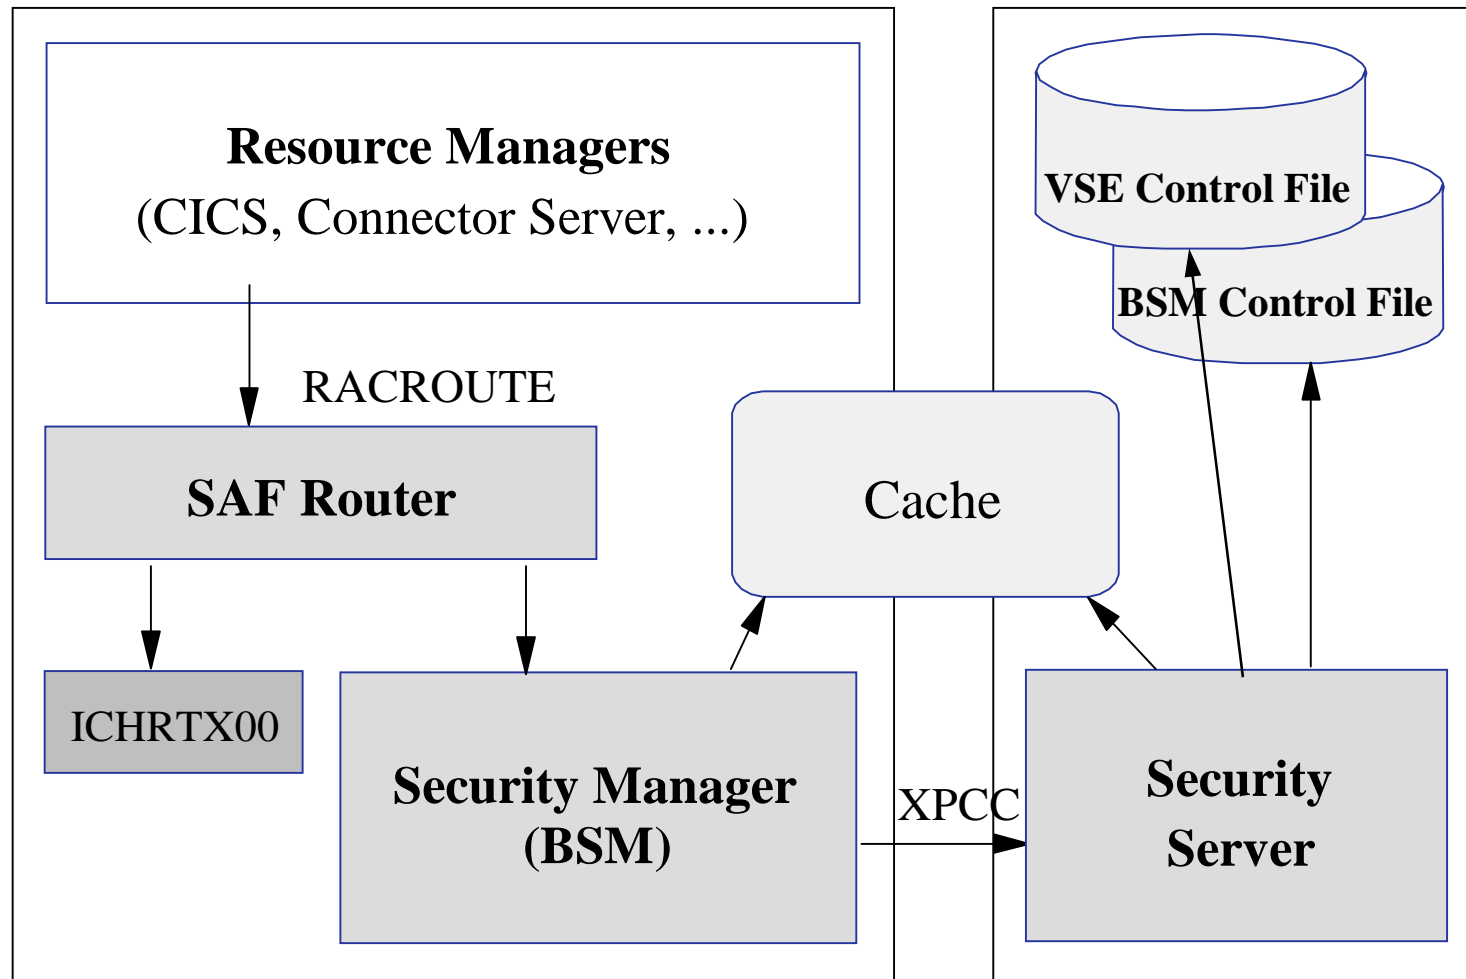 Resource Managers
(CICS, Connector Server, ...)
RACROUTE
SAF Router
ICHRTX00
Security Manager
(BSM)
Cache
XPCC
VSE Control File
BSM Control File
Security
Server